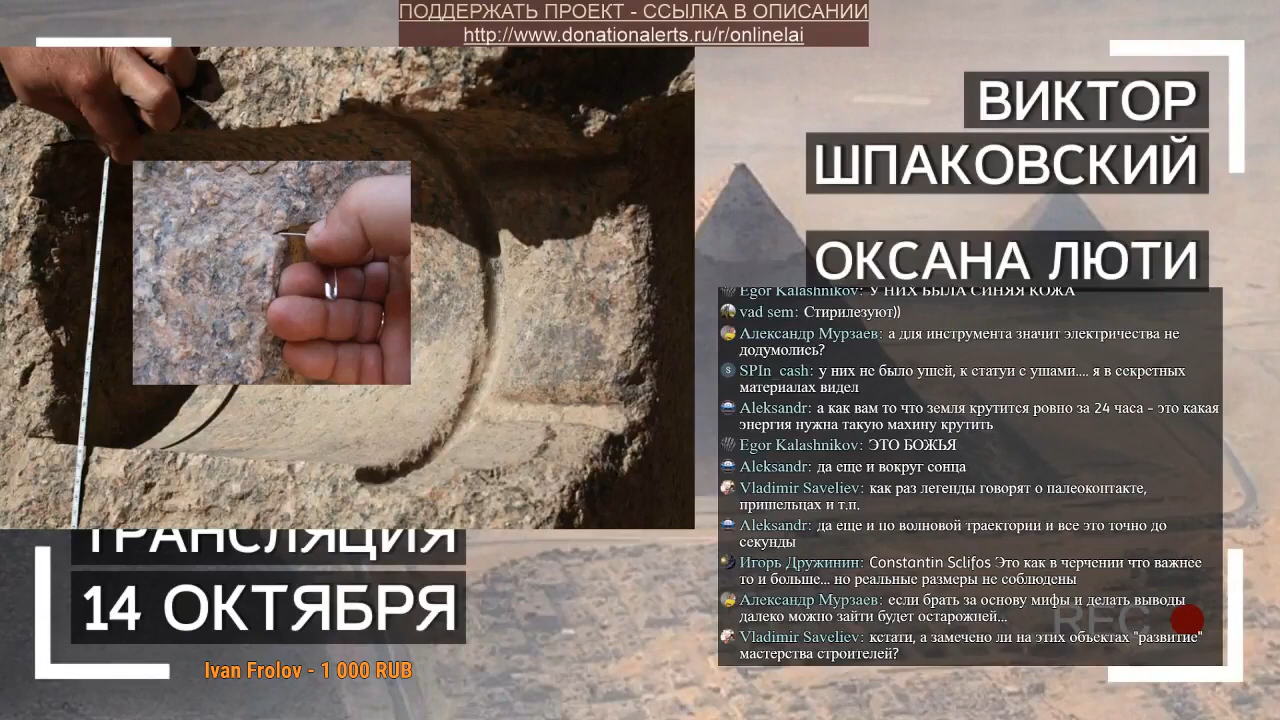 ПОДДЕРЖАТЬ ПРОЕКТ - ССЫЛКА В ОПИСАНИИ
http://www.donationalerts.ru/r/onlinelai
ВИКТОР
ШПАКОВСКИЙ
ОКСАНА ЛЮТИ
Egor Kalashnikov: У НИХ БЫЛА СИНЯЯ КОЖА
vad sem: Стирилезуют))
Александр Мурзаев: а для инструмента значит электричества не
додумолись?
S SPIn_cash: у них не было ушей, к статуи с ушами.... я в секретных
материалах видел
Aleksandr: а как вам то что земля крутится ровно за 24 часа - это какая
энергия нужна такую махину крутить
Egor Kalashnikov: ЭТО БОЖЬЯ
Aleksandr: да еще и вокруг сонца
Vladimir Saveliev: как раз легенды говорят о палеоконтакте,
пришельцах и т.п.
Aleksandr: да еще и по волновой траектории и все это точно до
секунды
Игорь Дружинин: Constantin Sclifos Это как в черчении что важнее
то и больше... но реальные размеры не соблюдены
Александр Мурзаев: если брать за основу мифы и делать выводы
далеко можно зайти будет осторожней...
Vladimir Saveliev: кстати, а замечено ли на этих обьектах "развитие"
мастерства строителей?
REC
ТРАНСЛЯЦИЯ
14 ОКТЯБРЯ
Ivan Frolov - 1 000 RUB